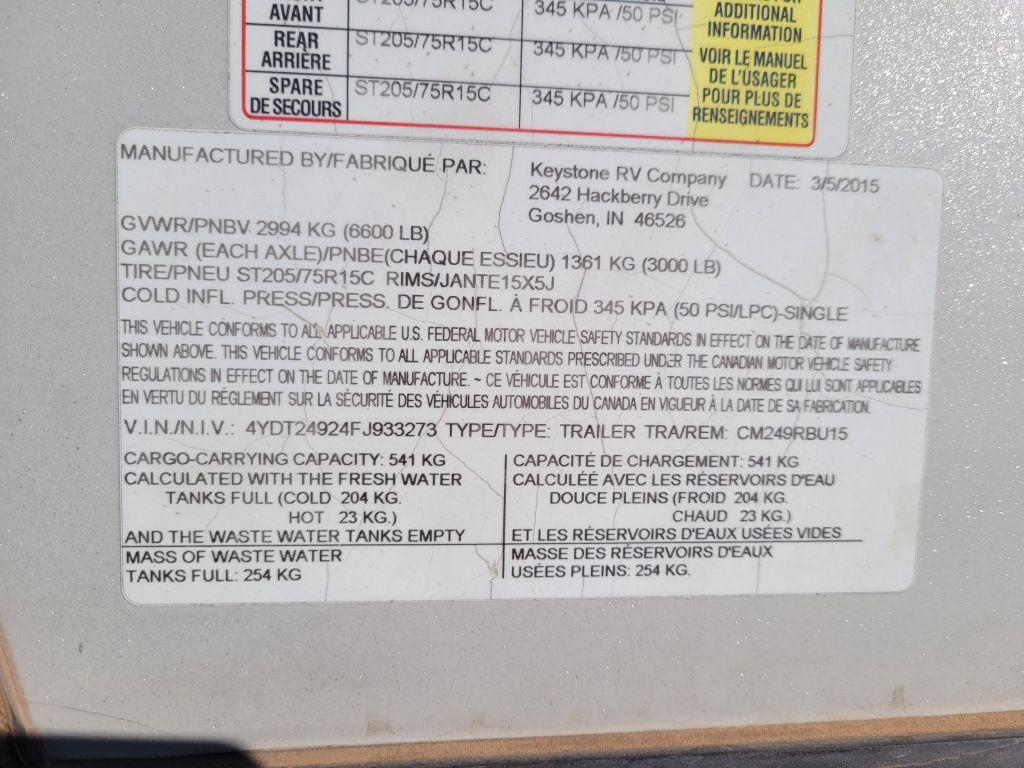 AVANT ST205/75R15C 345 KPA /50 PSI
ADDITIONAL
INFORMATION
REAR
ARRIÈRE ST205/75R15C 345 KPA /50 PSI
VOIR LE MANUEL
DE L'USAGER
POUR PLUS DE
RENSEIGNEMENTS
SPARE
DE SECOURS ST205/75R15C 345 KPA /50 PSI
MANUFACTURED BY/FABRIQUÉ PAR: Keystone RV Company DATE: 3/5/2015
2642 Hackberry Drive
Goshen, IN 46526
GVWR/PNBV 2994 KG (6600 LB)
GAWR (EACH AXLE)/PNBE(CHAQUE ESSIEU) 1361 KG (3000 LB)
TIRE/PNEU ST205/75R15C RIMS/JANTE15X5J
COLD INFL. PRESS/PRESS. DE GONFL. À FROID 345 KPA (50 PSI/LPC)-SINGLE
THIS VEHICLE CONFORMS TO ALL APPLICABLE U.S. FEDERAL MOTOR VEHICLE SAFETY STANDARDS IN EFFECT ON THE DATE OF MANUFACTURE
SHOWN ABOVE. THIS VEHICLE CONFORMS TO ALL APPLICABLE STANDARDS PRESCRIBED UNDER THE CANADIAN MOTOR VEHICLE SAFETY
REGULATIONS IN EFFECT ON THE DATE OF MANUFACTURE. ~ CE VÉHICULE EST CONFORME À TOUTES LES NORMES QUI LUI SONT APPLICABLES
EN VERTU DU RÉGLEMENT SUR LA SÉCURITÉ DES VÉHICULES AUTOMOBILES DU CANADA EN VIGUEUR À LA DATE DE SA FABRICATION.
V.I.N./N.I.V.: 4YDT24924FJ933273 TYPE/TYPE: TRAILER TRA/REM: CM249RBU15
CARGO-CARRYING CAPACITY: 541 KG
CALCULATED WITH THE FRESH WATER
TANKS FULL (COLD 204 KG.
HOT 23 KG.)
AND THE WASTE WATER TANKS EMPTY
MASS OF WASTE WATER
TANKS FULL: 254 KG
CAPACITÉ DE CHARGEMENT: 541 KG
CALCULÉE AVEC LES RÉSERVOIRS D'EAU
DOUCE PLEINS (FROID 204 KG.
CHAUD 23 KG.)
ET LES RÉSERVOIRS D'EAUX USÉES VIDES
MASSE DES RÉSERVOIRS D'EAUX
USÉES PLEINS: 254 KG.